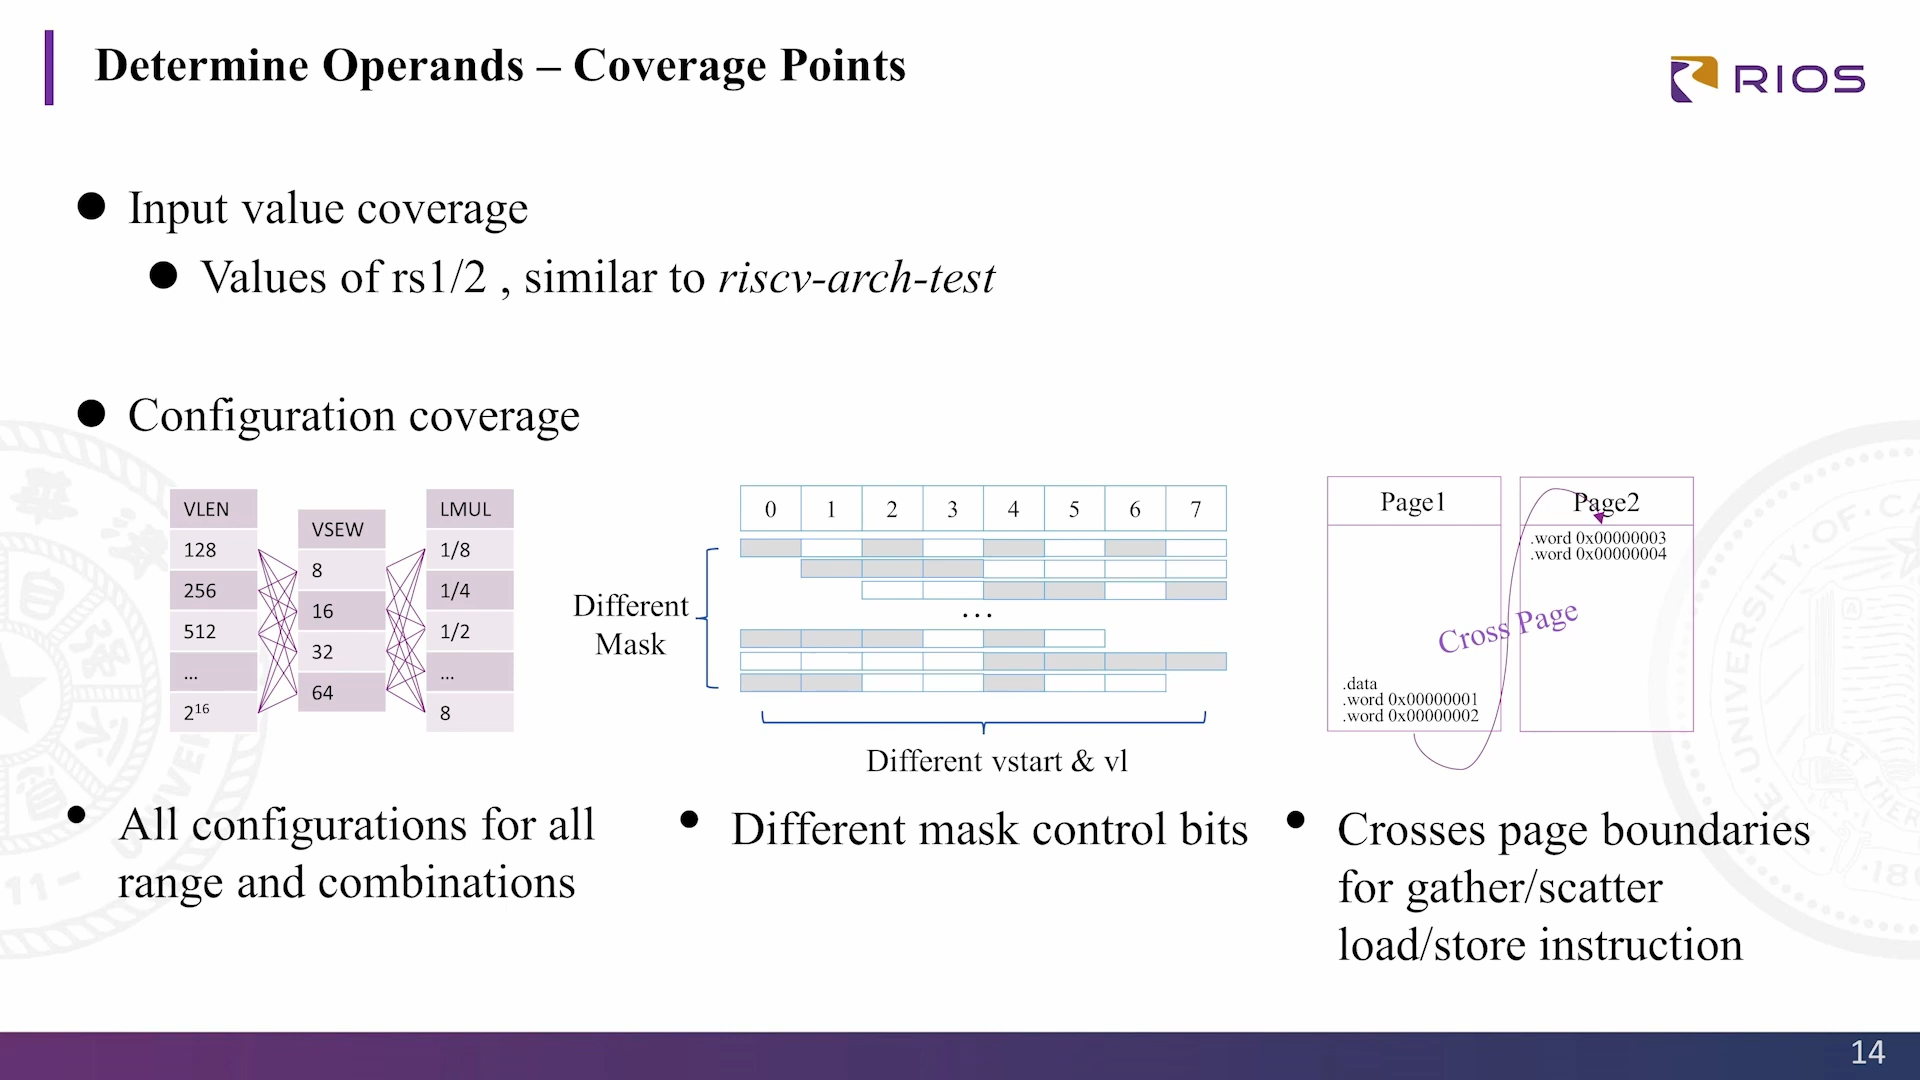 Determine Operands – Coverage Points
RIOS
● Input value coverage
● Values of rs1/2 , similar to riscv-arch-test
● Configuration coverage
VLEN
128
256
512
...
2¹⁶
VSEW
8
16
32
64
LMUL
1/8
1/4
1/2
...
8
0 1 2 3 4 5 6 7
Different
Mask
...
Different vstart & vl
Page1
.data
.word 0x00000001
.word 0x00000002
Page2
.word 0x00000003
.word 0x00000004
Cross Page
• All configurations for all
range and combinations
• Different mask control bits
• Crosses page boundaries
for gather/scatter
load/store instruction
14